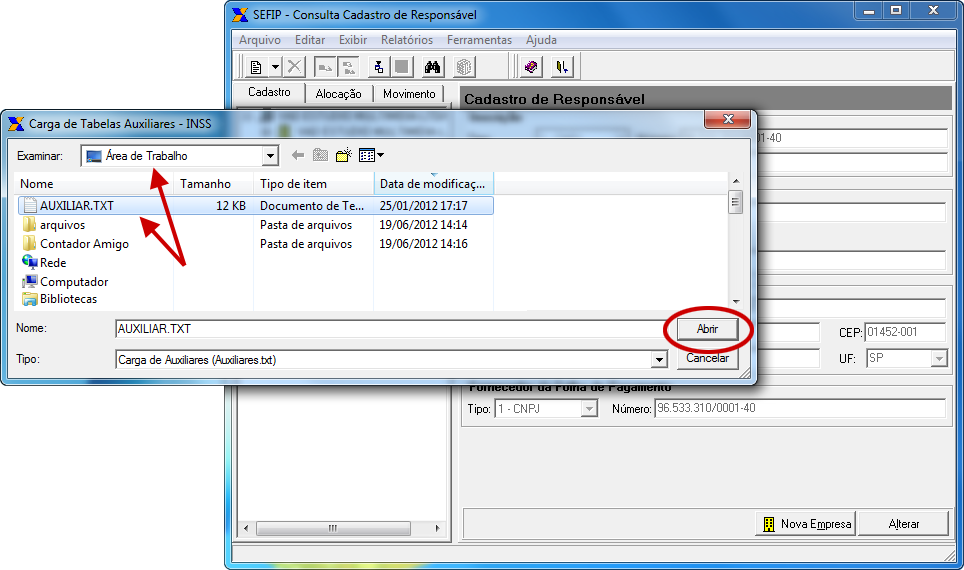 SEFIP - Consulta Cadastro de Responsável
Arquivo Editar Exibir Relatórios Ferramentas Ajuda
Cadastro Alocação Movimento
Cadastro de Responsável
Carga de Tabelas Auxiliares - INSS
Examinar: Área de Trabalho
Nome Tamanho Tipo de item Data de modificaç...
AUXILIAR.TXT 12 KB Documento de Te... 25/01/2012 17:17
arquivos Pasta de arquivos 19/06/2012 14:14
Contador Amigo Pasta de arquivos 19/06/2012 14:16
Rede
Computador
Bibliotecas
Nome: AUXILIAR.TXT Abrir
Tipo: Carga de Auxiliares (Auxiliares.txt) Cancelar
01-40
CEP: 01452-001
UF: SP
Fornecedor da Folha de Pagamento
Tipo: 1 - CNPJ Número: 96.533.310/0001-40
Nova Empresa Alterar